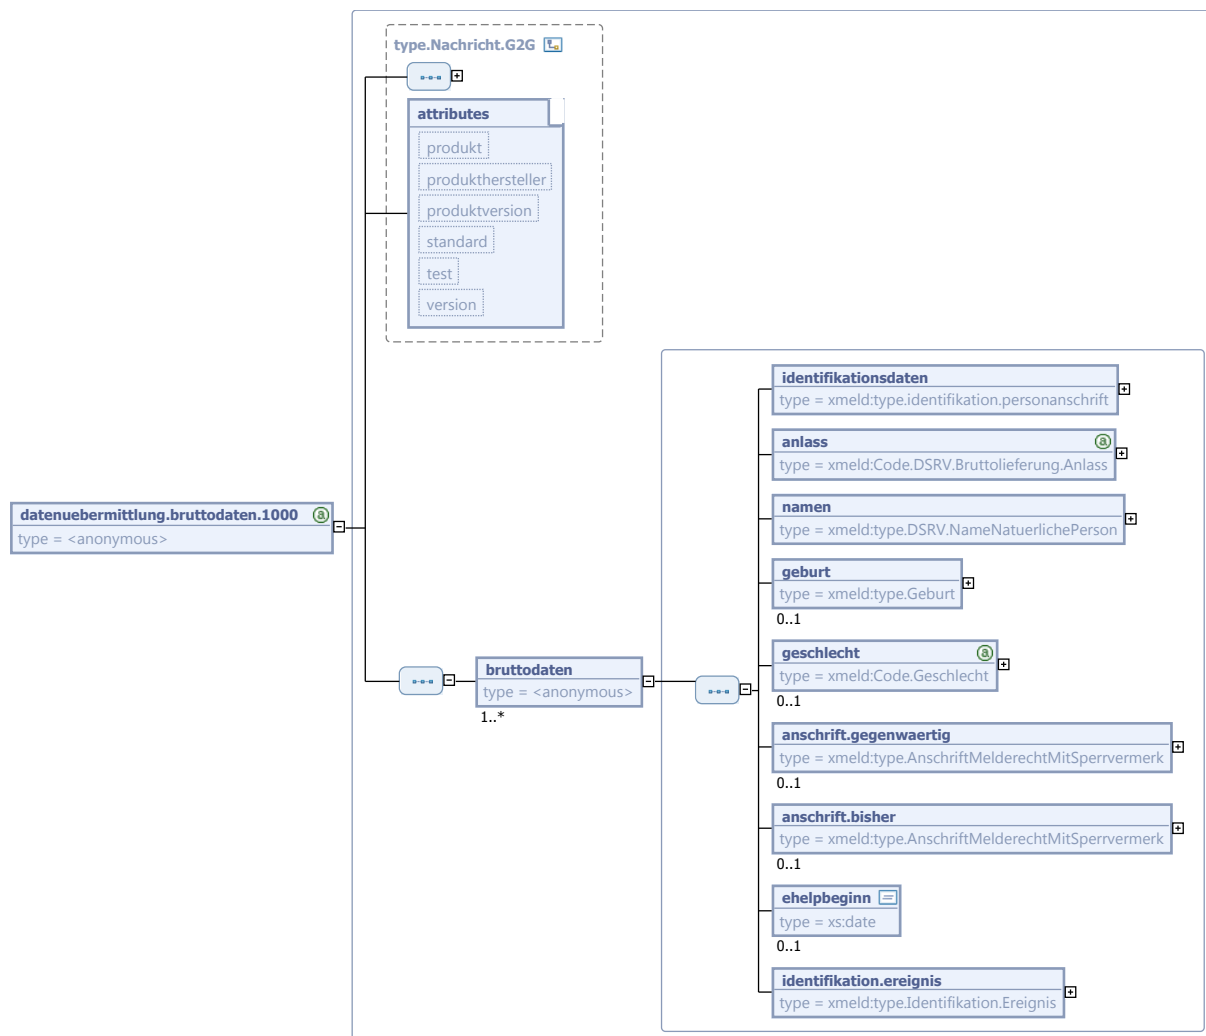 type.Nachricht.G2G
attributes
produkt
produkthersteller
produktversion
standard
test
version
datenuebermittlung.bruttodaten.1000 a
type = <anonymous>
bruttodaten
type = <anonymous>
1..*
identifikationsdaten
type = xmeld:type.identifikation.personanschrift
anlass a
type = xmeld:Code.DSRV.Bruttolieferung.Anlass
namen
type = xmeld:type.DSRV.NameNatuerlichePerson
geburt
type = xmeld:type.Geburt
0..1
geschlecht a
type = xmeld:Code.Geschlecht
0..1
anschrift.gegenwaertig
type = xmeld:type.AnschriftMelderechtMitSperrvermerk
0..1
anschrift.bisher
type = xmeld:type.AnschriftMelderechtMitSperrvermerk
0..1
ehelpbeginn
type = xs:date
0..1
identifikation.ereignis
type = xmeld:type.Identifikation.Ereignis